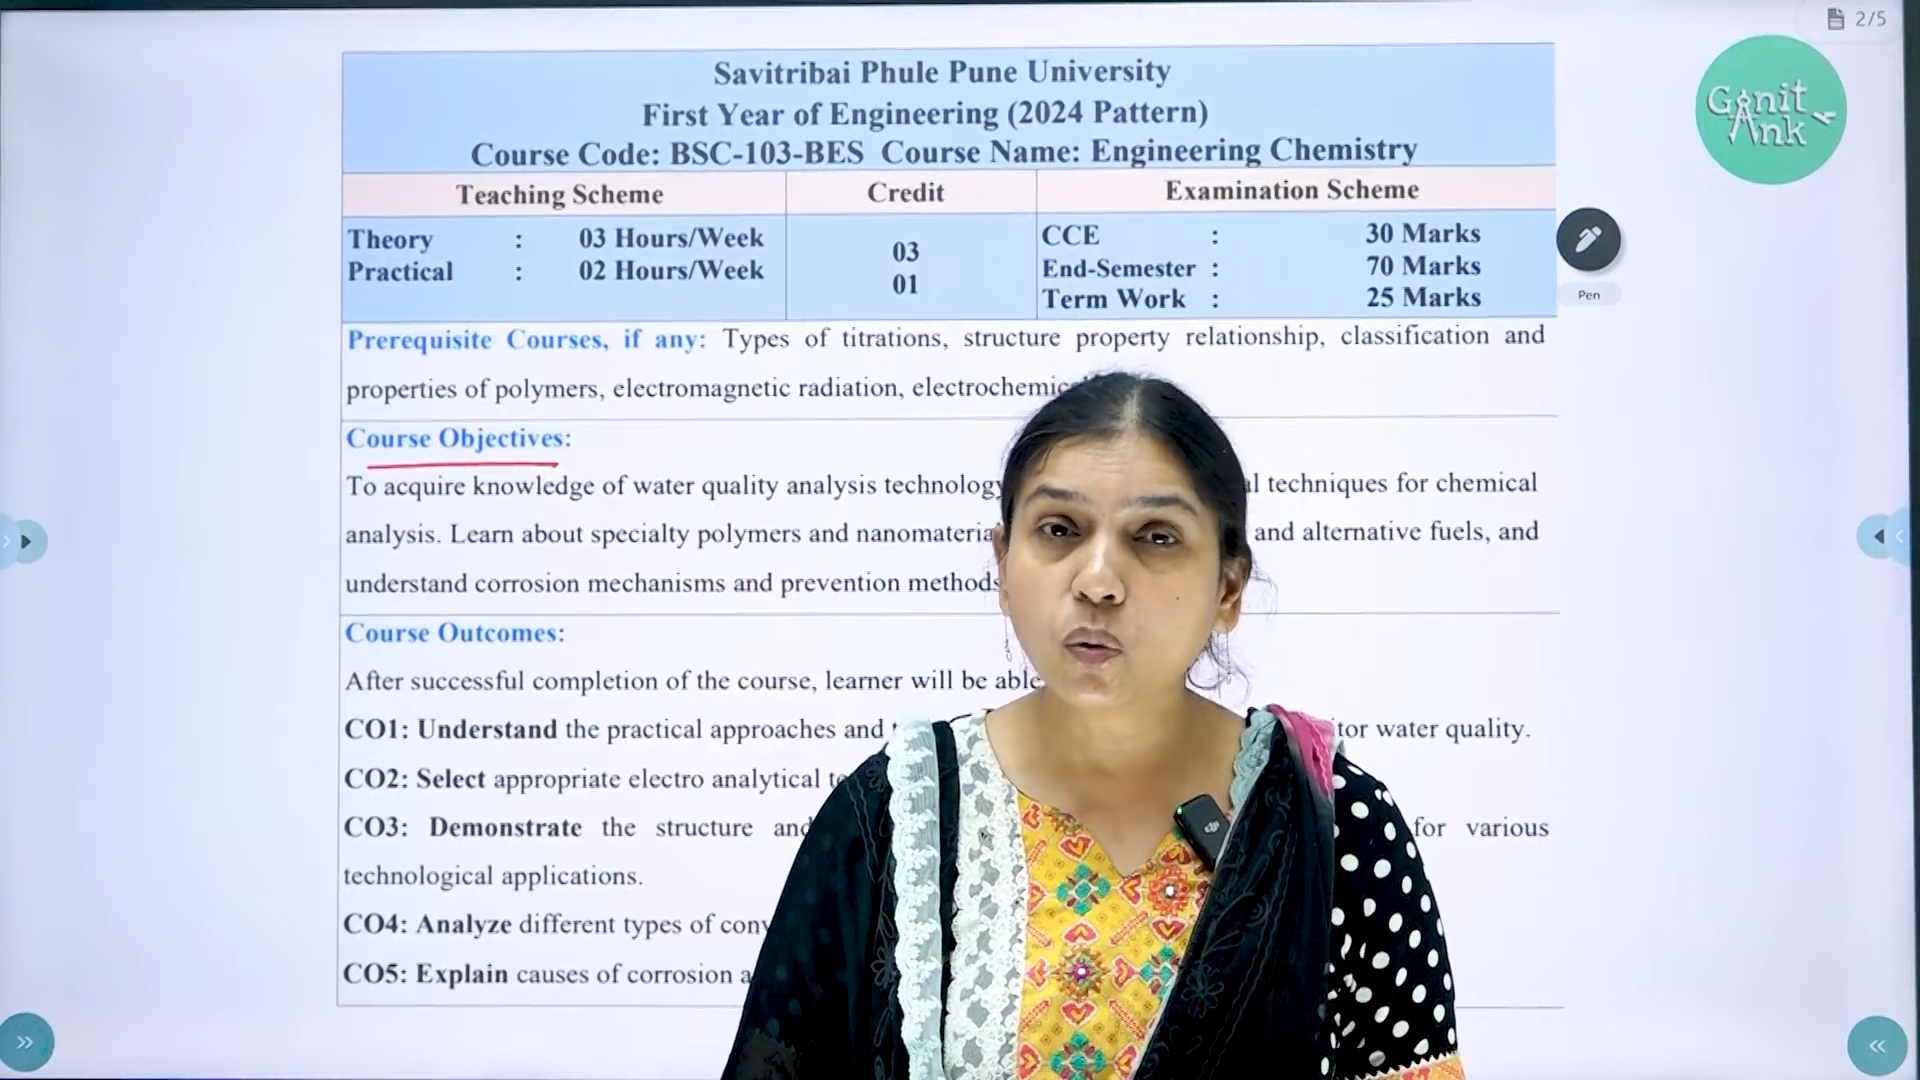 2/5
Ganit Ank
Savitribai Phule Pune University
First Year of Engineering (2024 Pattern)
Course Code: BSC-103-BES Course Name: Engineering Chemistry
Teaching Scheme Credit Examination Scheme
Theory : 03 Hours/Week 03 CCE : 30 Marks
Practical : 02 Hours/Week 01 End-Semester : 70 Marks
Term Work : 25 Marks
Pen
Prerequisite Courses, if any: Types of titrations, structure property relationship, classification and
properties of polymers, electromagnetic radiation,
Course Objectives:
To acquire knowledge of water quality analysis techniques for chemical
analysis. Learn about specialty polymers and and alternative fuels, and
understand corrosion mechanisms and prevention methods
Course Outcomes:
After successful completion of the course, learner will be able
CO1: Understand the practical approaches and water quality.
CO2: Select appropriate electro analytical
CO3: Demonstrate the structure and for various
technological applications.
CO4: Analyze different types of
CO5: Explain causes of corrosion